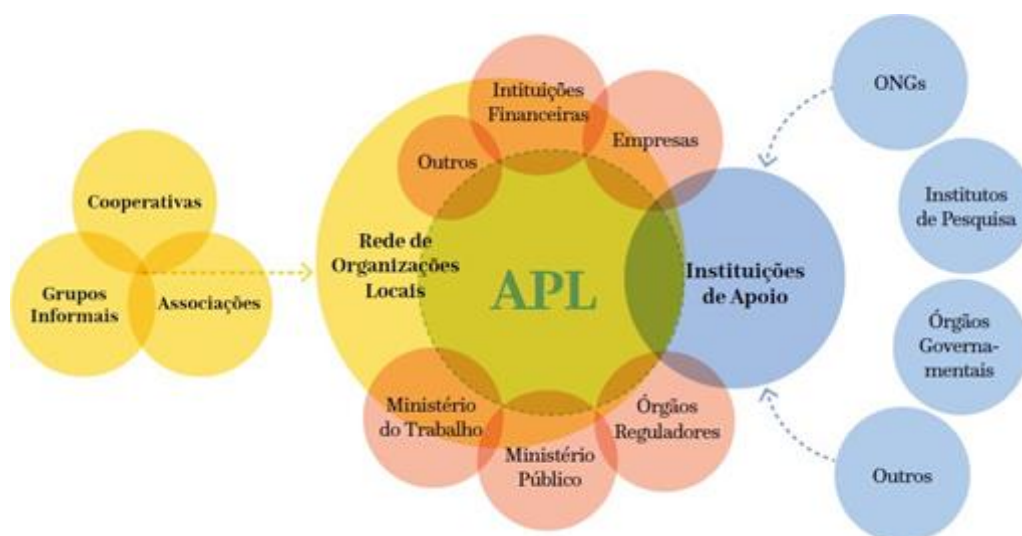 Cooperativas
Grupos
Informais
Associações
Rede de
Organizações
Locais
Outros
Intituições
Financeiras
Empresas
APL
Instituições
de Apoio
Ministério
do Trabalho
Ministério
Público
Órgãos
Reguladores
ONGs
Institutos
de Pesquisa
Órgãos
Governa-
mentais
Outros